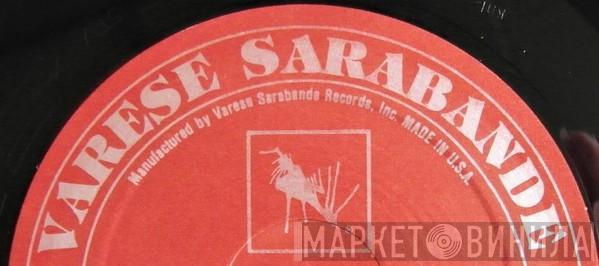 VARESE SARABANDE
Manufactured by Varese Sarabande Records, Inc. MADE IN U.S.A.
МАРКЕТ ВИНИЛА